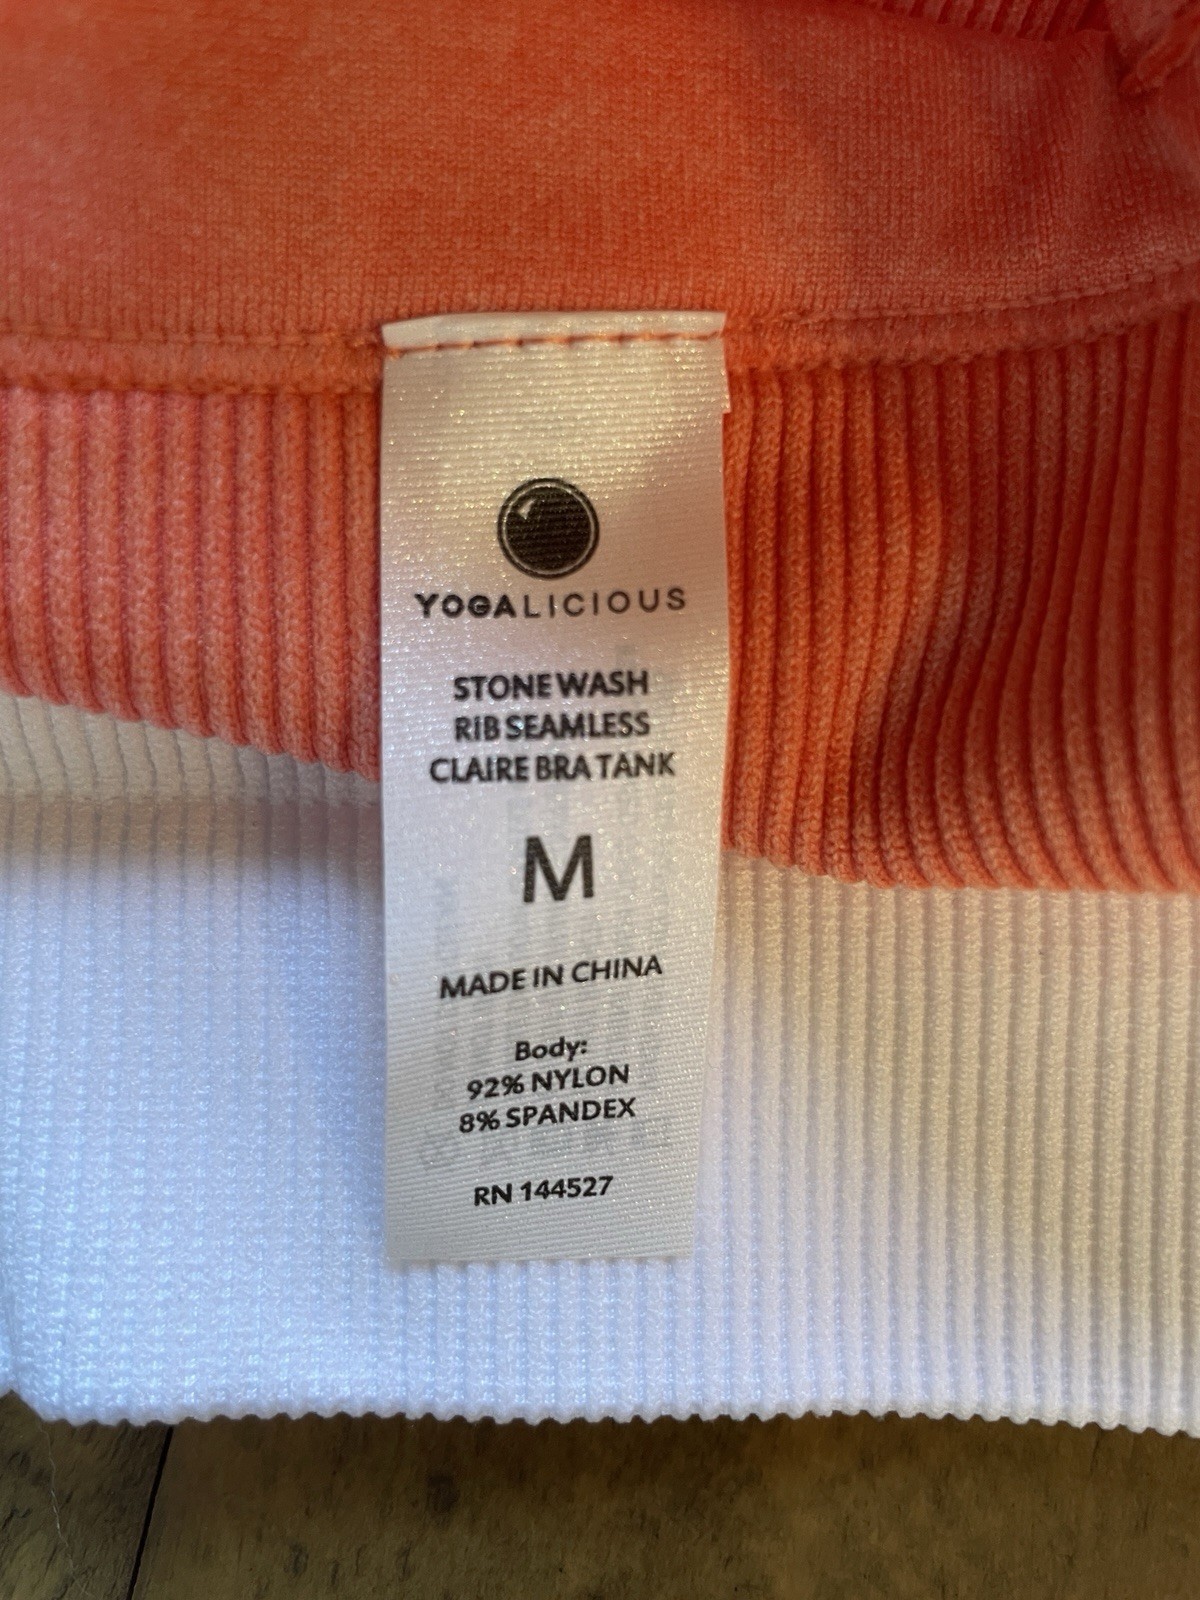 YOGALICIOUS
STONE WASH
RIB SEAMLESS
CLAIRE BRA TANK
M
MADE IN CHINA
Body:
92% NYLON
8% SPANDEX
RN 144527